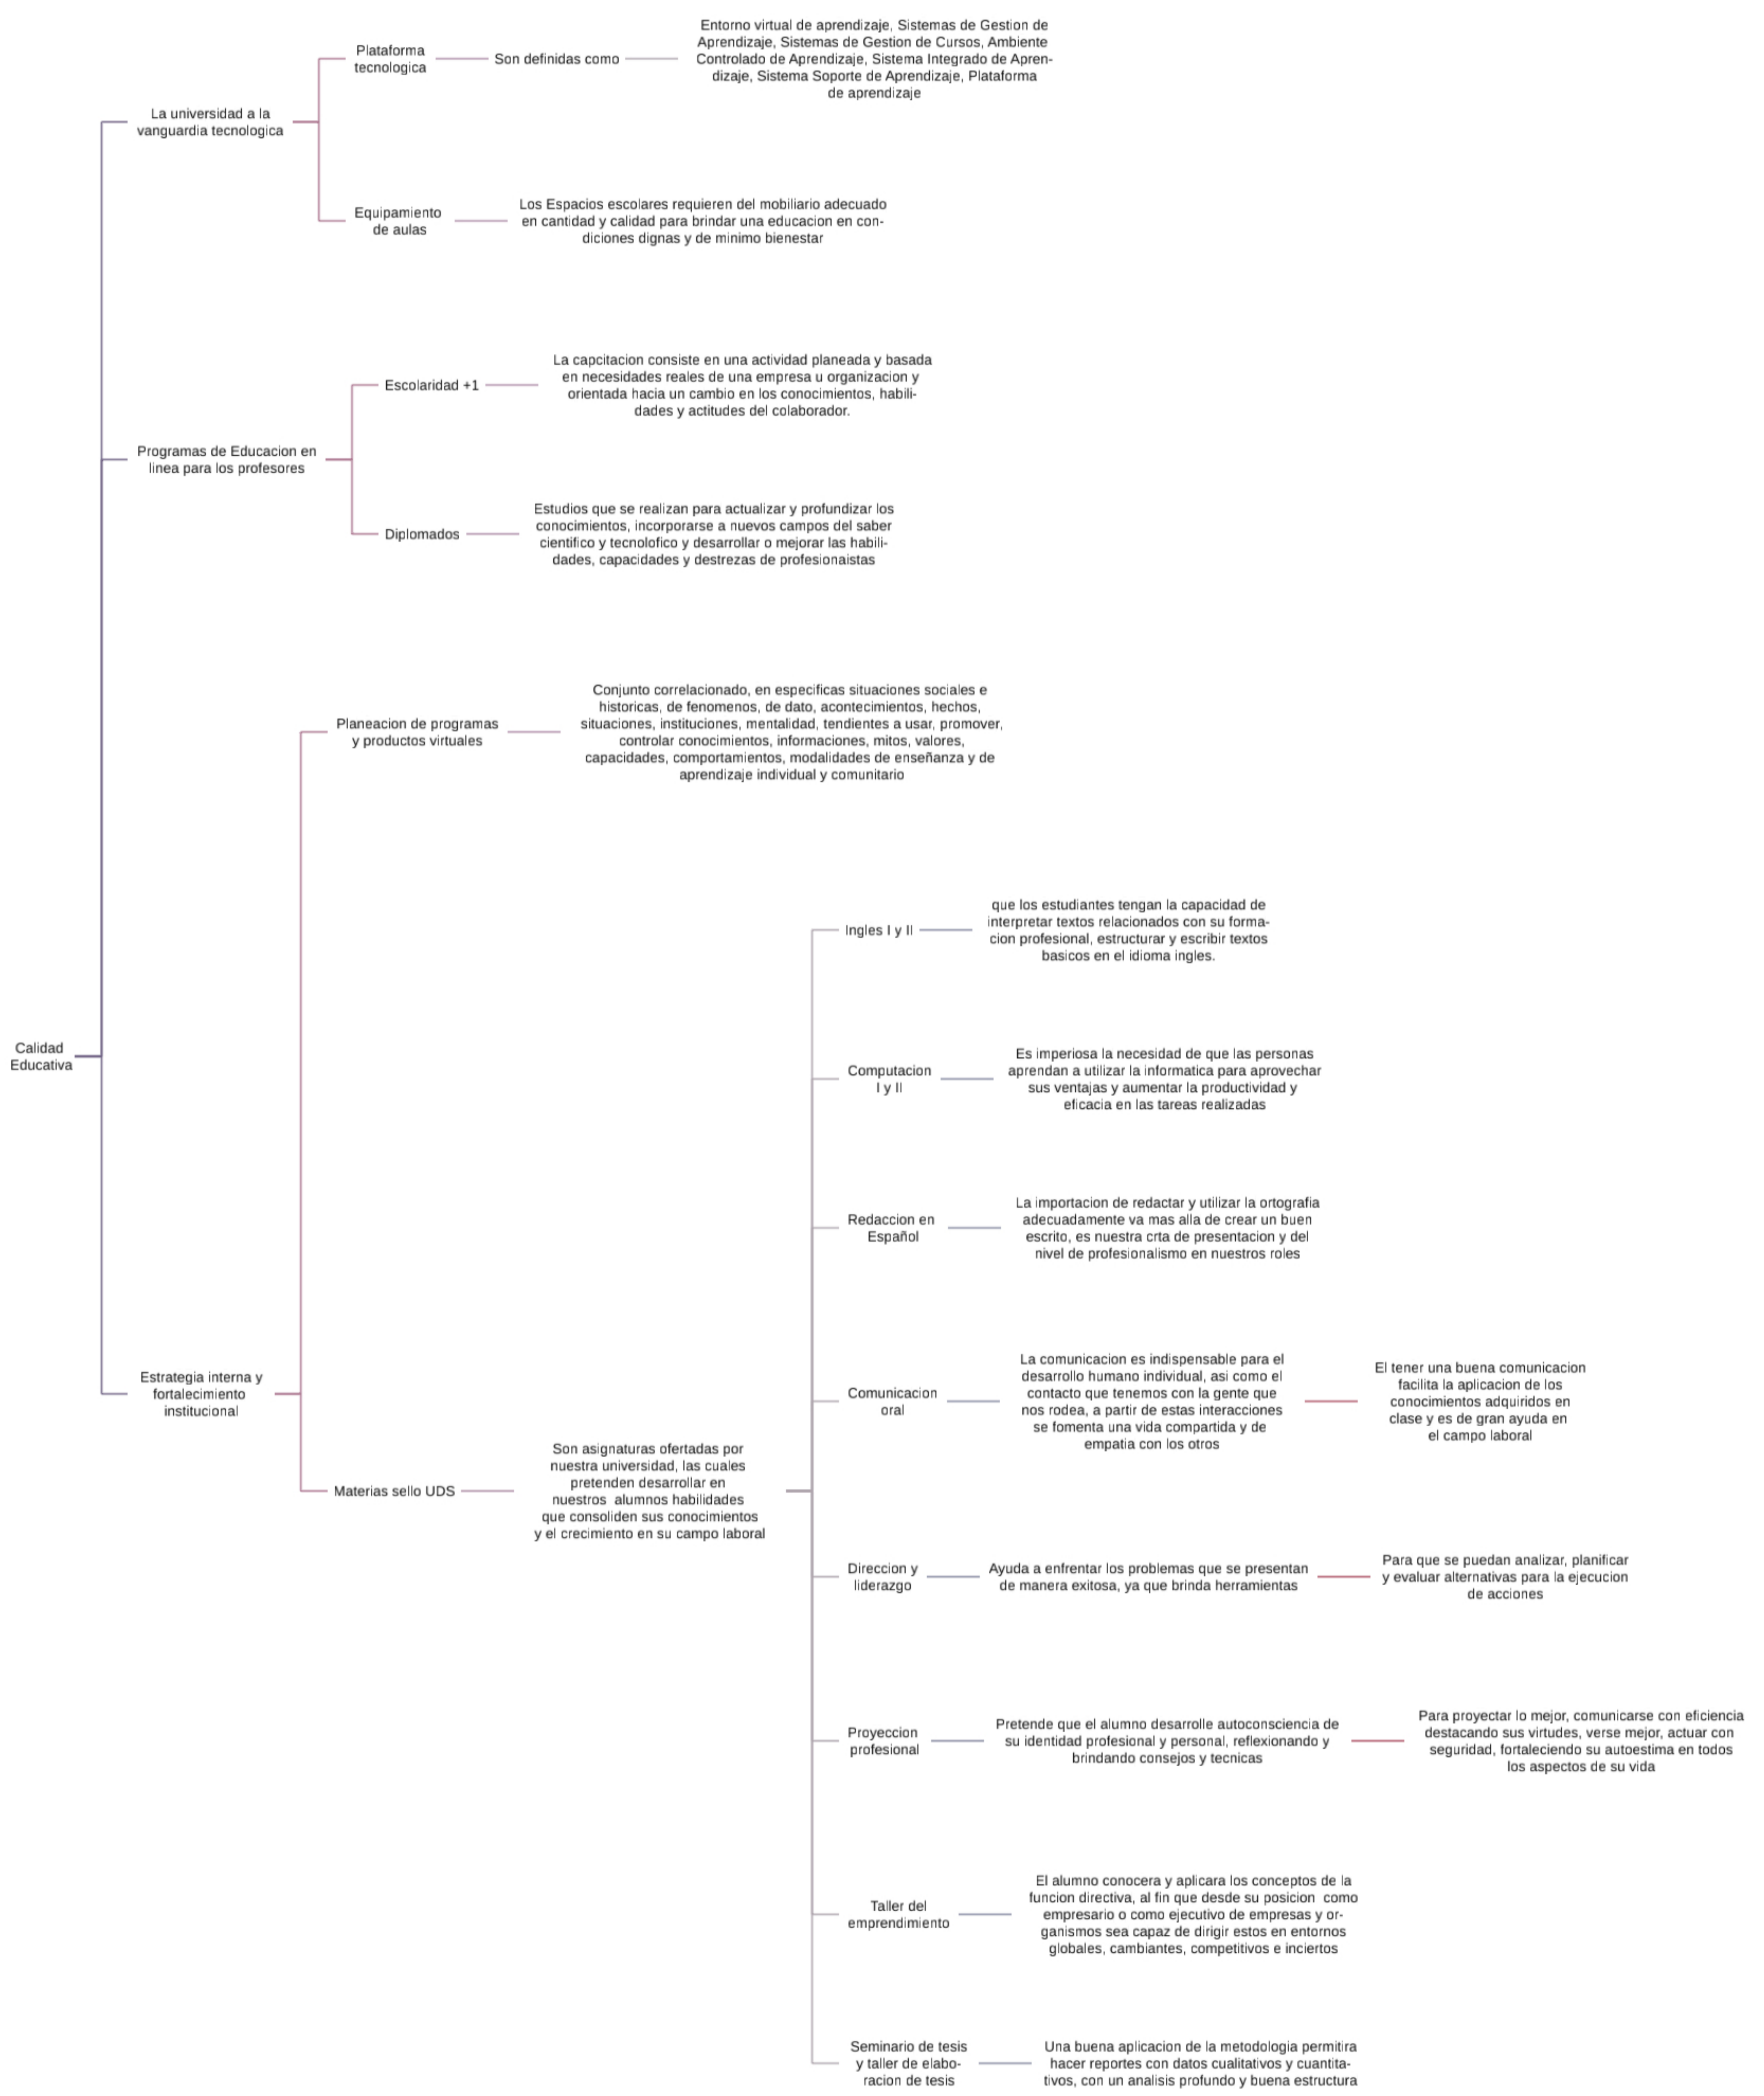 Plataforma
tecnologica
Son definidas como
Entorno virtual de aprendizaje, Sistemas de Gestion de
Aprendizaje, Sistemas de Gestion de Cursos, Ambiente
Controlado de Aprendizaje, Sistema Integrado de Apren-
dizaje, Sistema Soporte de Aprendizaje, Plataforma
de aprendizaje
La universidad a la
vanguardia tecnologica
Equipamiento
de aulas
Los Espacios escolares requieren del mobiliario adecuado
en cantidad y calidad para brindar una educacion en con-
diciones dignas y de minimo bienestar
Escolaridad +1
La capcitacion consiste en una actividad planeada y basada
en necesidades reales de una empresa u organizacion y
orientada hacia un cambio en los conocimientos, habili-
dades y actitudes del colaborador.
Programas de Educacion en
linea para los profesores
Diplomados
Estudios que se realizan para actualizar y profundizar los
conocimientos, incorporarse a nuevos campos del saber
cientifico y tecnolofico y desarrollar o mejorar las habili-
dades, capacidades y destrezas de profesionaistas
Planeacion de programas
y productos virtuales
Conjunto correlacionado, en especificas situaciones sociales e
historicas, de fenomenos, de dato, acontecimientos, hechos,
situaciones, instituciones, mentalidad, tendientes a usar, promover,
controlar conocimientos, informaciones, mitos, valores,
capacidades, comportamientos, modalidades de enseñanza y de
aprendizaje individual y comunitario
Ingles I y II
que los estudiantes tengan la capacidad de
interpretar textos relacionados con su forma-
cion profesional, estructurar y escribir textos
basicos en el idioma ingles.
Calidad
Educativa
Computacion
I y II
Es imperiosa la necesidad de que las personas
aprendan a utilizar la informatica para aprovechar
sus ventajas y aumentar la productividad y
eficacia en las tareas realizadas
Redaccion en
Español
La importacion de redactar y utilizar la ortografia
adecuadamente va mas alla de crear un buen
escrito, es nuestra crta de presentacion y del
nivel de profesionalismo en nuestros roles
Estrategia interna y
fortalecimiento
institucional
Comunicacion
oral
La comunicacion es indispensable para el
desarrollo humano individual, asi como el
contacto que tenemos con la gente que
nos rodea, a partir de estas interacciones
se fomenta una vida compartida y de
empatia con los otros
El tener una buena comunicacion
facilita la aplicacion de los
conocimientos adquiridos en
clase y es de gran ayuda en
el campo laboral
Materias sello UDS
Son asignaturas ofertadas por
nuestra universidad, las cuales
pretenden desarrollar en
nuestros  alumnos habilidades
que consoliden sus conocimientos
y el crecimiento en su campo laboral
Direccion y
liderazgo
Ayuda a enfrentar los problemas que se presentan
de manera exitosa, ya que brinda herramientas
Para que se puedan analizar, planificar
y evaluar alternativas para la ejecucion
de acciones
Proyeccion
profesional
Pretende que el alumno desarrolle autoconsciencia de
su identidad profesional y personal, reflexionando y
brindando consejos y tecnicas
Para proyectar lo mejor, comunicarse con eficiencia
destacando sus virtudes, verse mejor, actuar con
seguridad, fortaleciendo su autoestima en todos
los aspectos de su vida
Taller del
emprendimiento
El alumno conocera y aplicara los conceptos de la
funcion directiva, al fin que desde su posicion  como
empresario o como ejecutivo de empresas y or-
ganismos sea capaz de dirigir estos en entornos
globales, cambiantes, competitivos e inciertos
Seminario de tesis
y taller de elabo-
racion de tesis
Una buena aplicacion de la metodologia permitira
hacer reportes con datos cualitativos y cuantita-
tivos, con un analisis profundo y buena estructura